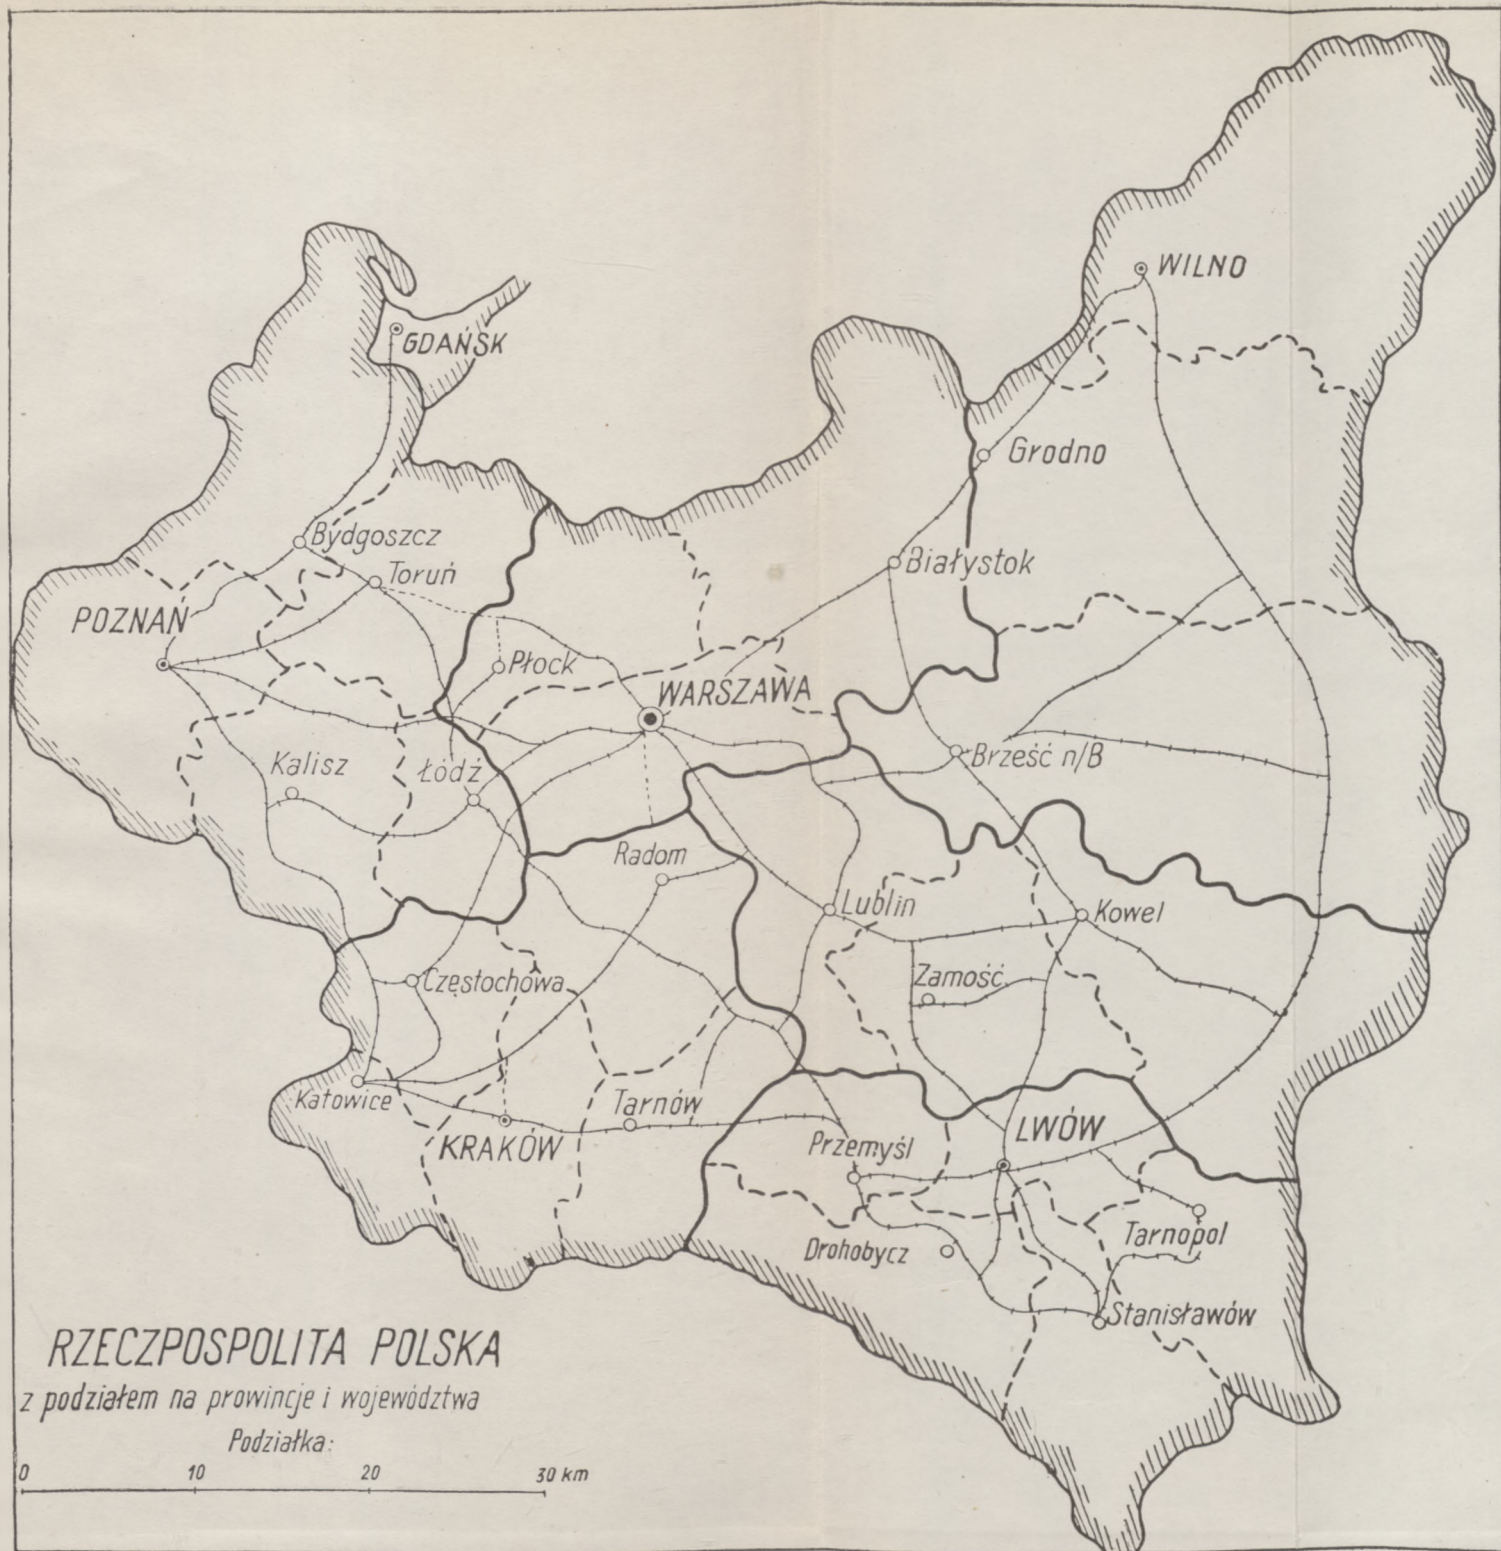 WILNO
GDAŃSK
Grodno
Bydgoszcz
Białystok
Toruń
POZNAŃ
Płock
WARSZAWA
Brześć n/B
Kalisz
Łódź
Radom
Lublin
Kowel
Częstochowa
Zamość
Katowice
Tarnów
KRAKÓW
LWÓW
Przemyśl
Tarnopol
Drohobycz
Stanisławów
RZECZPOSPOLITA POLSKA
z podziałem na prowincje i województwa
Podziałka:
0 10 20 30 km